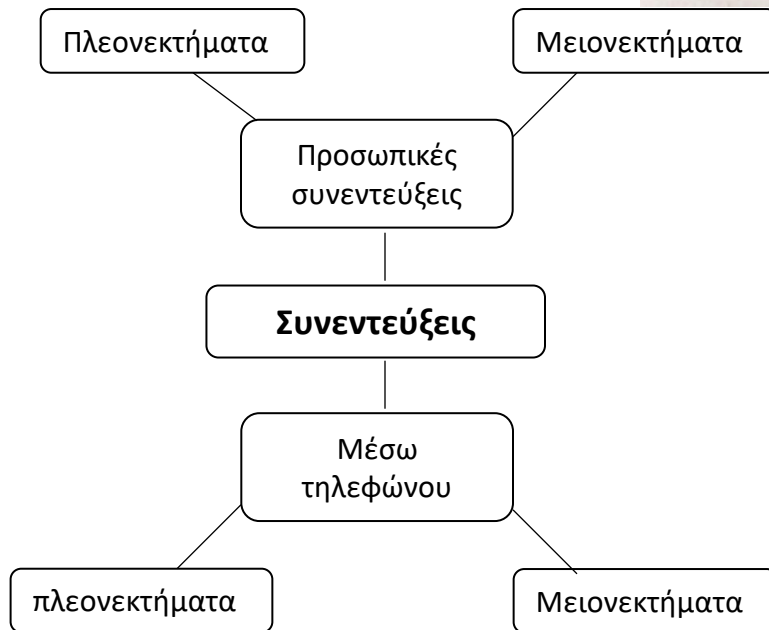 Πλεονεκτήματα
Μειονεκτήματα
Προσωπικές
συνεντεύξεις
Συνεντεύξεις
Μέσω
τηλεφώνου
πλεονεκτήματα
Μειονεκτήματα